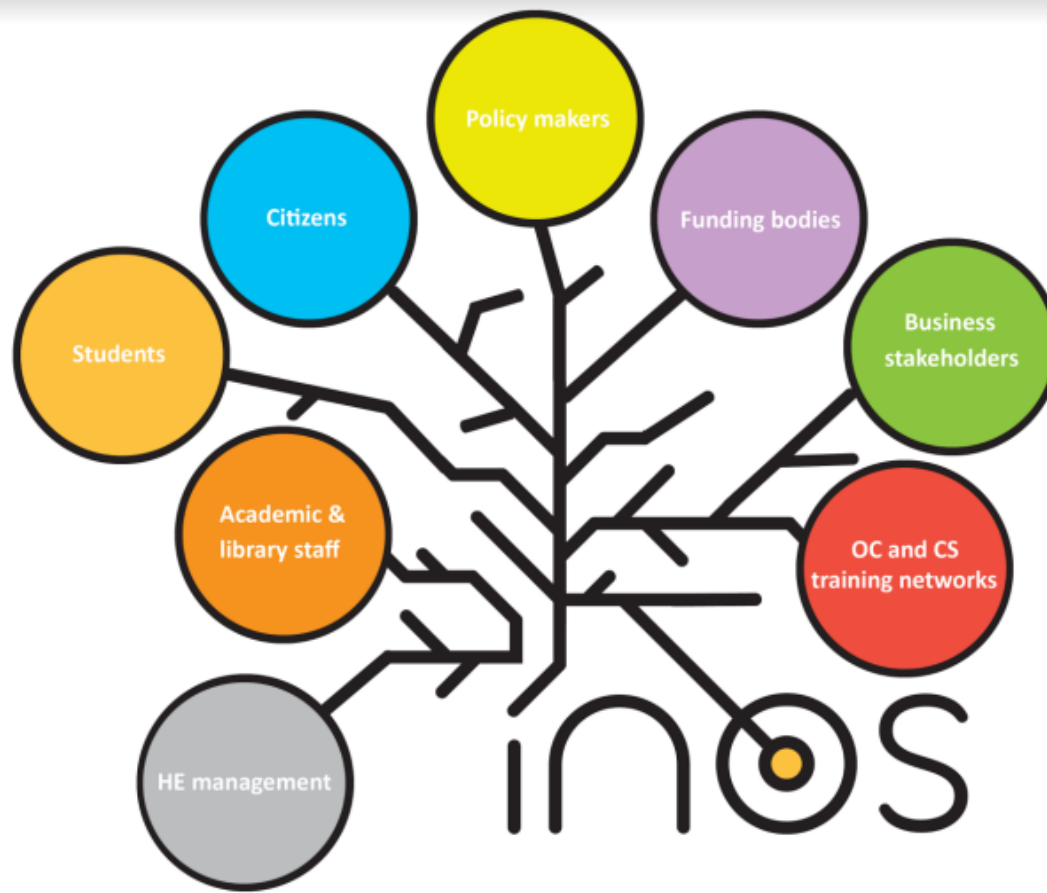 Policy makers
Citizens
Funding bodies
Students
Business
stakeholders
Academic &
library staff
OC and CS
training networks
HE management
inos